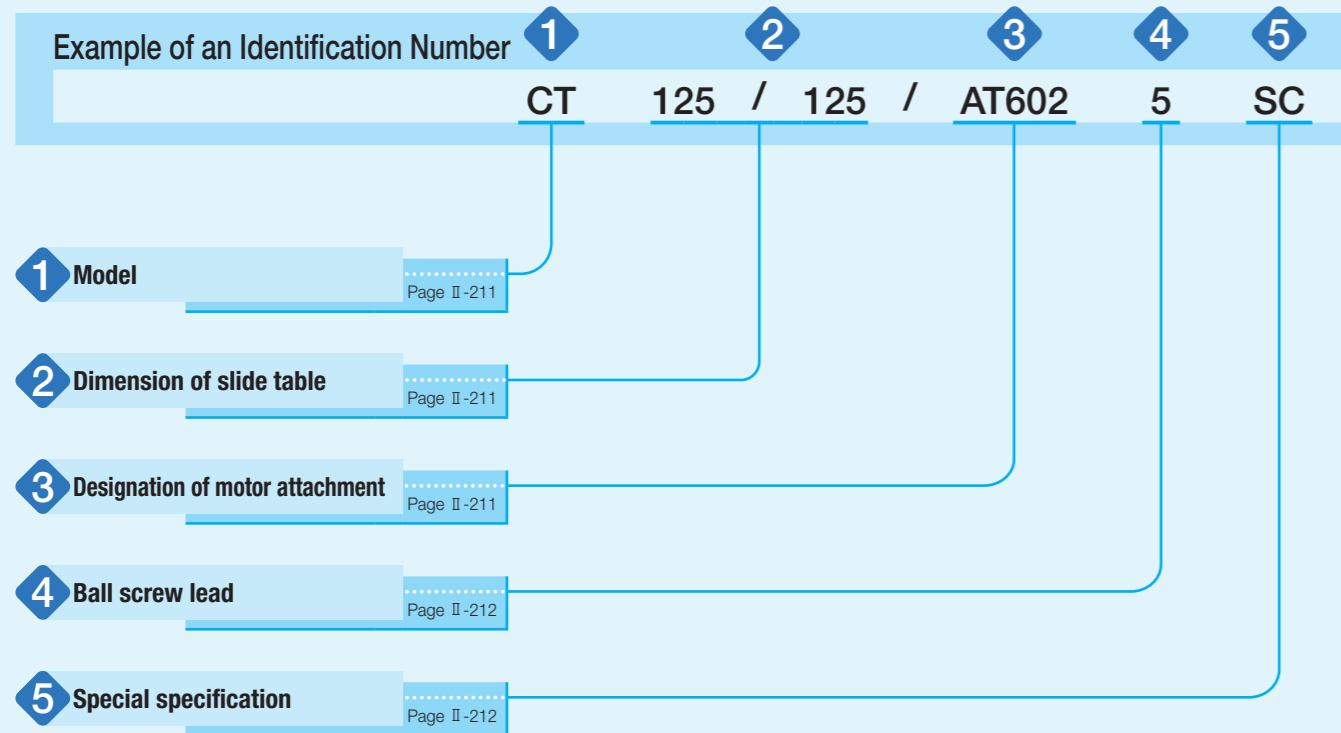 Example of an Identification Number 1 2 3 4 5
CT 125 / 125 / AT602 5 SC
1 Model
Page Ⅱ-211
2 Dimension of slide table
Page Ⅱ-211
3 Designation of motor attachment
Page Ⅱ-211
4 Ball screw lead
Page Ⅱ-212
5 Special specification
Page Ⅱ-212